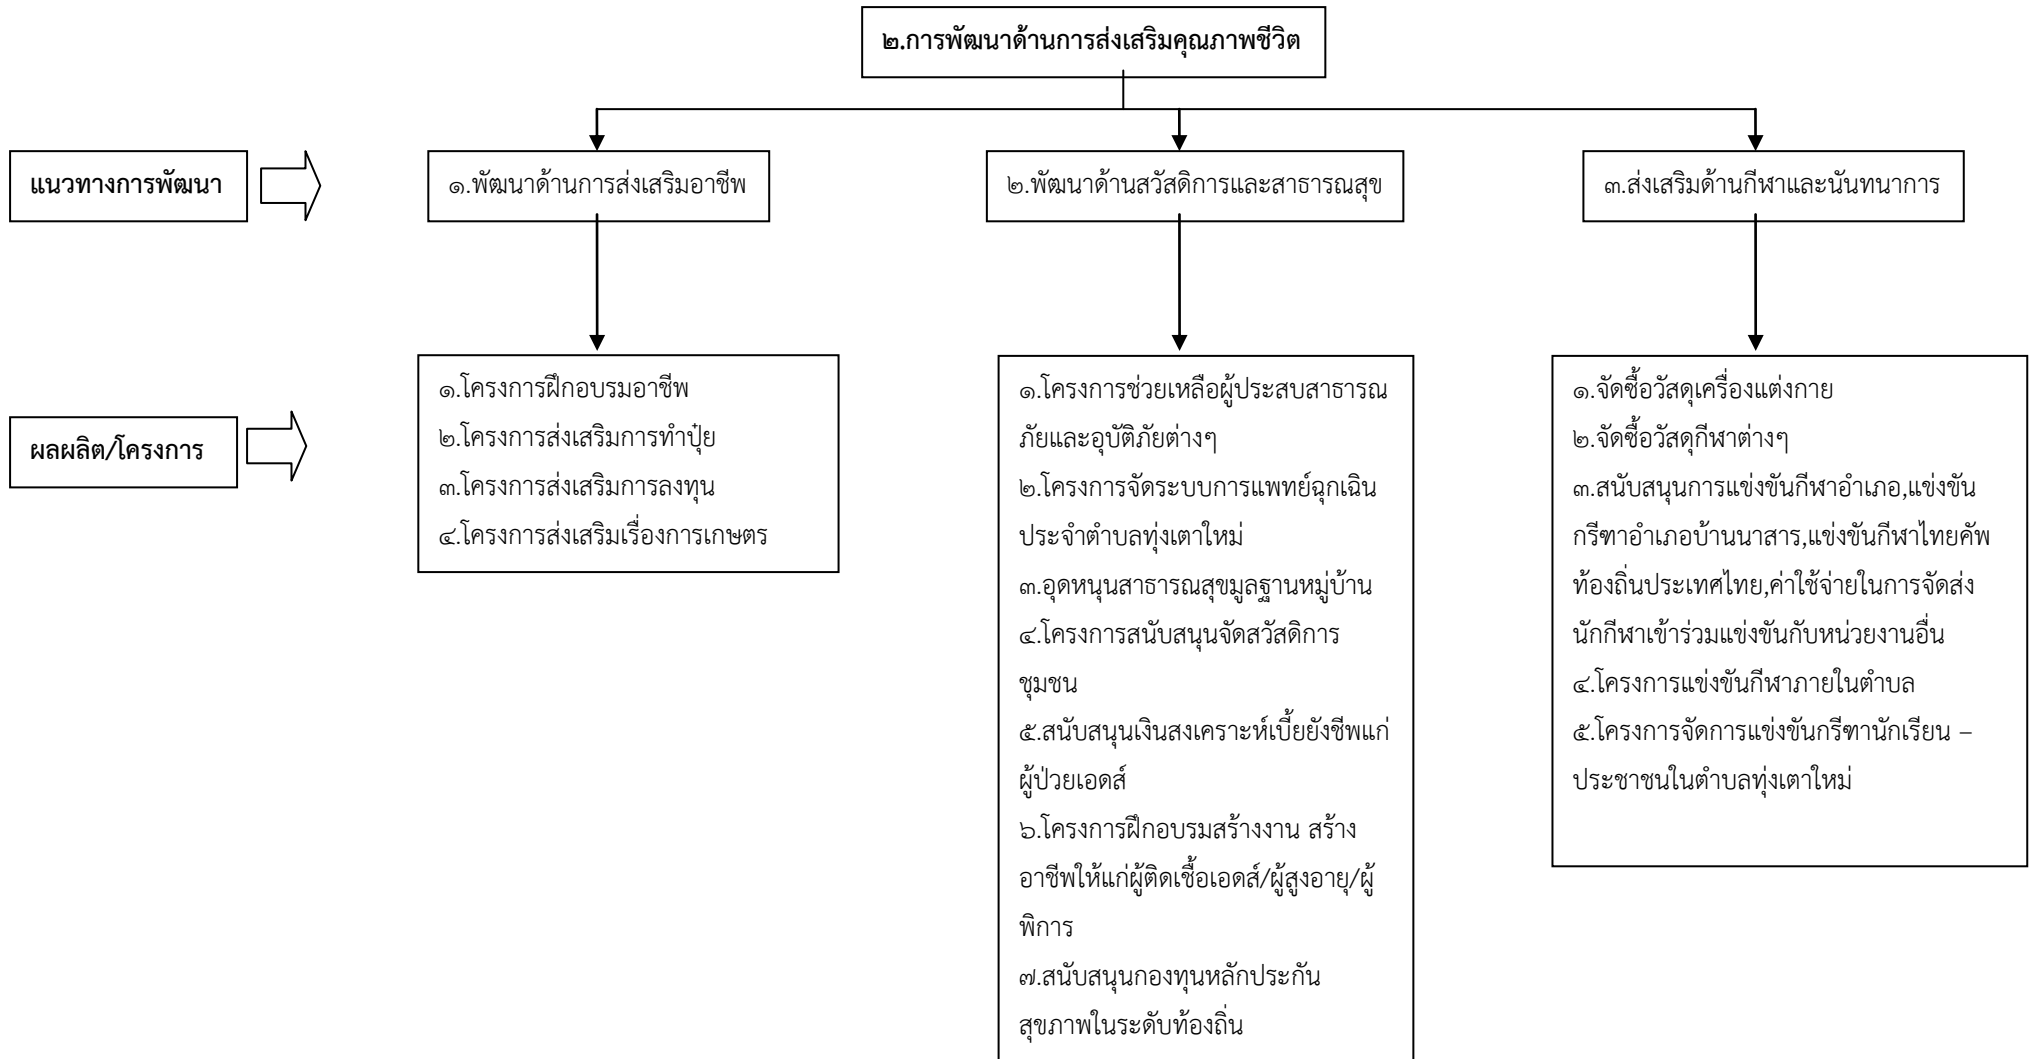 ๒.การพัฒนาด้านการส่งเสริมคุณภาพชีวิต
แนวทางการพัฒนา
๑.พัฒนาด้านการส่งเสริมอาชีพ
๒.พัฒนาด้านสวัสดิการและสาธารณสุข
๓.ส่งเสริมด้านกีฬาและนันทนาการ
ผลผลิต/โครงการ
๑.โครงการฝึกอบรมอาชีพ
๒.โครงการส่งเสริมการทำปุ๋ย
๓.โครงการส่งเสริมการลงทุน
๔.โครงการส่งเสริมเรื่องการเกษตร
๑.โครงการช่วยเหลือผู้ประสบสาธารณ
ภัยและอุบัติภัยต่างๆ
๒.โครงการจัดระบบการแพทย์ฉุกเฉิน
ประจำตำบลทุ่งเตาใหม่
๓.อุดหนุนสาธารณสุขมูลฐานหมู่บ้าน
๔.โครงการสนับสนุนจัดสวัสดิการ
ชุมชน
๕.สนับสนุนเงินสงเคราะห์เบี้ยยังชีพแก่
ผู้ป่วยเอดส์
๖.โครงการฝึกอบรมสร้างงาน สร้าง
อาชีพให้แก่ผู้ติดเชื้อเอดส์/ผู้สูงอายุ/ผู้
พิการ
๗.สนับสนุนกองทุนหลักประกัน
สุขภาพในระดับท้องถิ่น
๑.จัดซื้อวัสดุเครื่องแต่งกาย
๒.จัดซื้อวัสดุกีฬาต่างๆ
๓.สนับสนุนการแข่งขันกีฬาอำเภอ,แข่งขัน
กรีฑาอำเภอบ้านนาสาร,แข่งขันกีฬาไทยคัพ
ท้องถิ่นประเทศไทย,ค่าใช้จ่ายในการจัดส่ง
นักกีฬาเข้าร่วมแข่งขันกับหน่วยงานอื่น
๔.โครงการแข่งขันกีฬาภายในตำบล
๕.โครงการจัดการแข่งขันกรีฑานักเรียน –
ประชาชนในตำบลทุ่งเตาใหม่